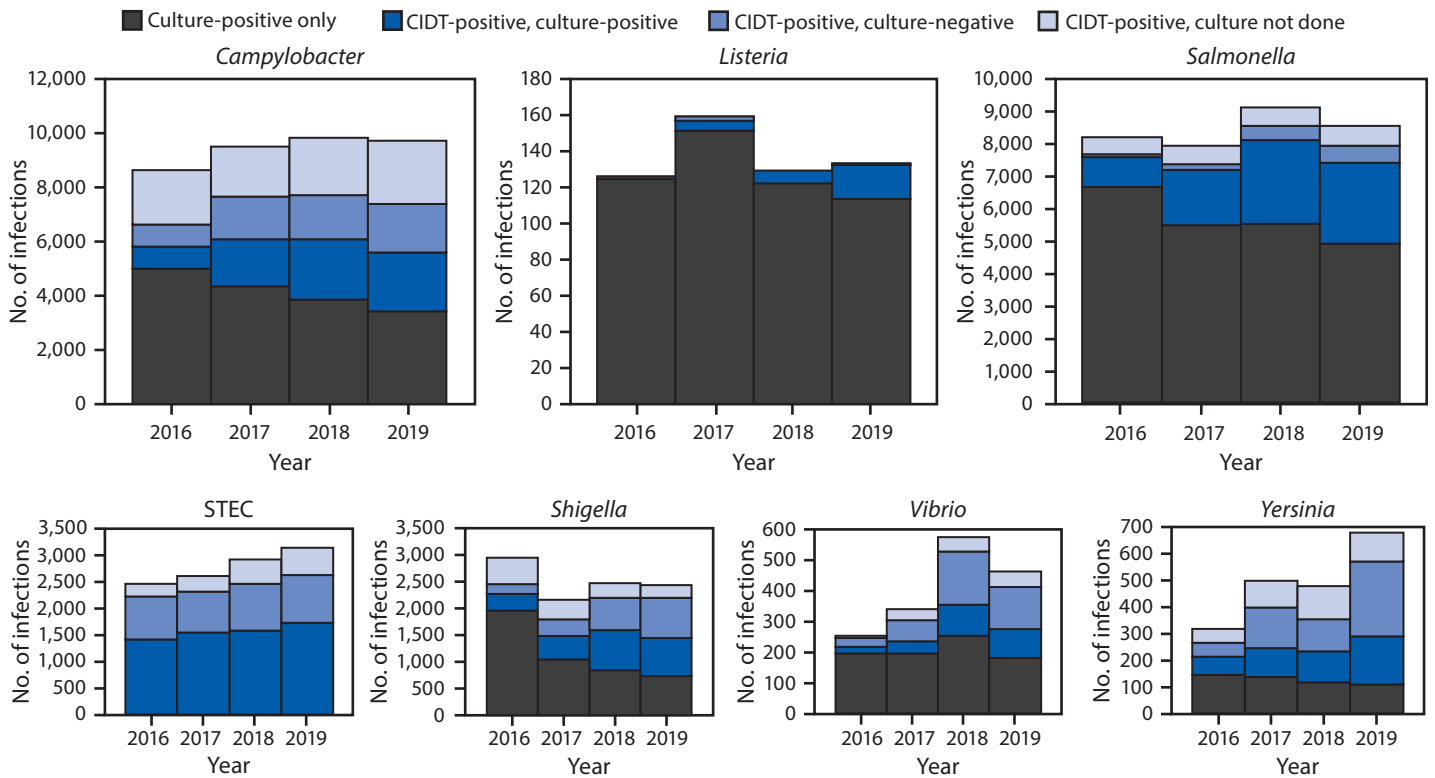 Culture-positive only CIDT-positive, culture-positive CIDT-positive, culture-negative CIDT-positive, culture not done
Campylobacter
12,000
10,000
8,000
6,000
4,000
2,000
0
No. of infections
2016 2017 2018 2019
Year
Listeria
180
160
140
120
100
80
60
40
20
0
No. of infections
2016 2017 2018 2019
Year
Salmonella
10,000
9,000
8,000
7,000
6,000
5,000
4,000
3,000
2,000
1,000
0
No. of infections
2016 2017 2018 2019
Year
STEC
3,500
3,000
2,500
2,000
1,500
1,000
500
0
No. of infections
2016 2017 2018 2019
Year
Shigella
3,500
3,000
2,500
2,000
1,500
1,000
500
0
No. of infections
2016 2017 2018 2019
Year
Vibrio
600
500
400
300
200
100
0
No. of infections
2016 2017 2018 2019
Year
Yersinia
700
600
500
400
300
200
100
0
No. of infections
2016 2017 2018 2019
Year